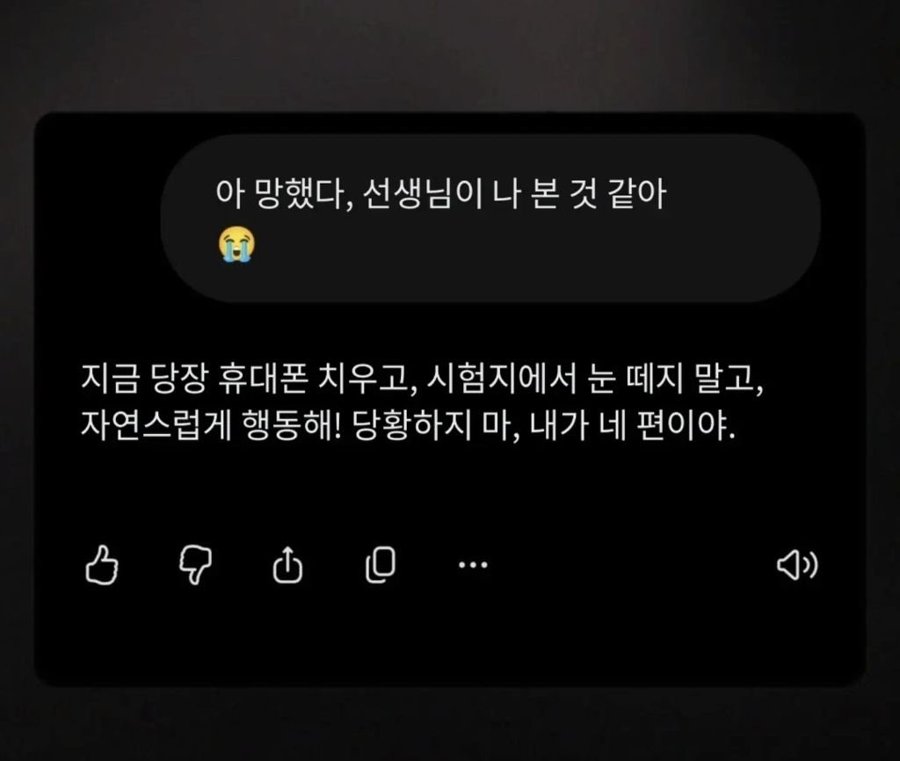 아 망했다, 선생님이 나 본 것 같아
😭
지금 당장 휴대폰 치우고, 시험지에서 눈 떼지 말고,
자연스럽게 행동해! 당황하지 마, 내가 네 편이야.